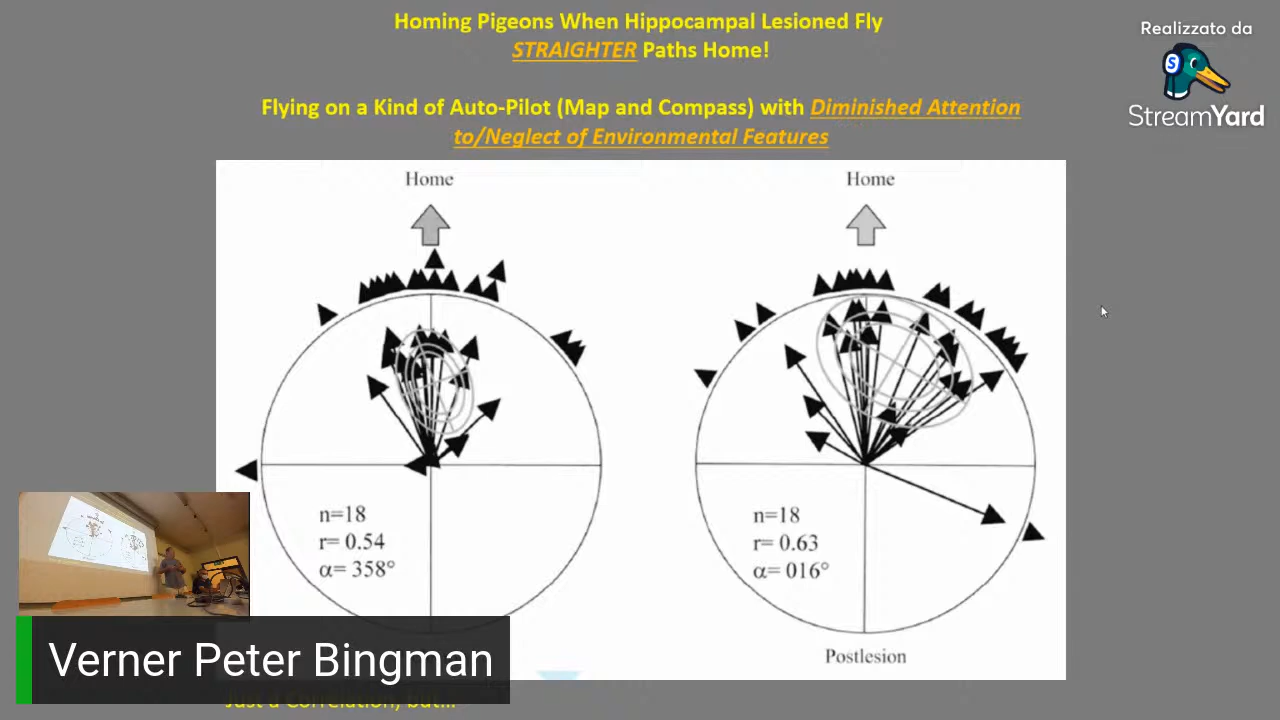 Homing Pigeons When Hippocampal Lesioned Fly
STRAIGHTER Paths Home!
Flying on a Kind of Auto-Pilot (Map and Compass) with Diminished Attention
to/Neglect of Environmental Features
Realizzato da
S
StreamYard
Home
Home
n=18
r= 0.54
α= 358°
n=18
r= 0.63
α= 016°
Postlesion
Verner Peter Bingman
Just a Correlation, but...